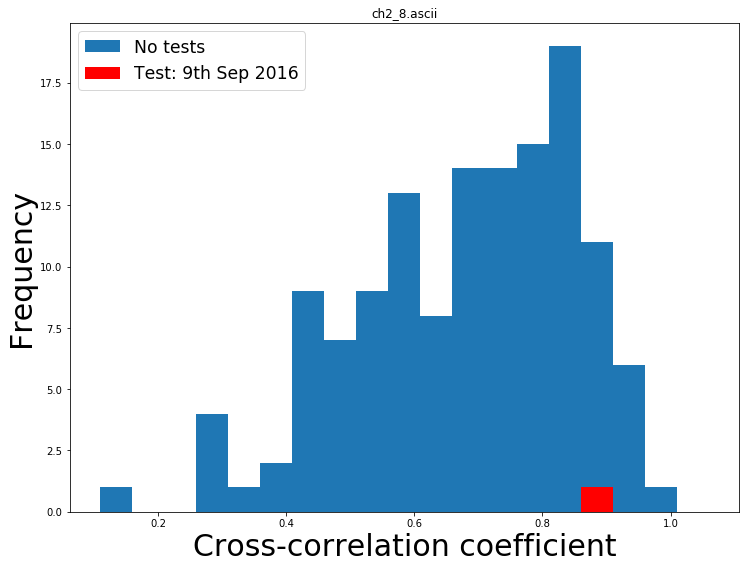 ch2_8.ascii
No tests
Test: 9th Sep 2016
Frequency
17.5
15.0
12.5
10.0
7.5
5.0
2.5
0.0
0.2 0.4 0.6 0.8 1.0
Cross-correlation coefficient